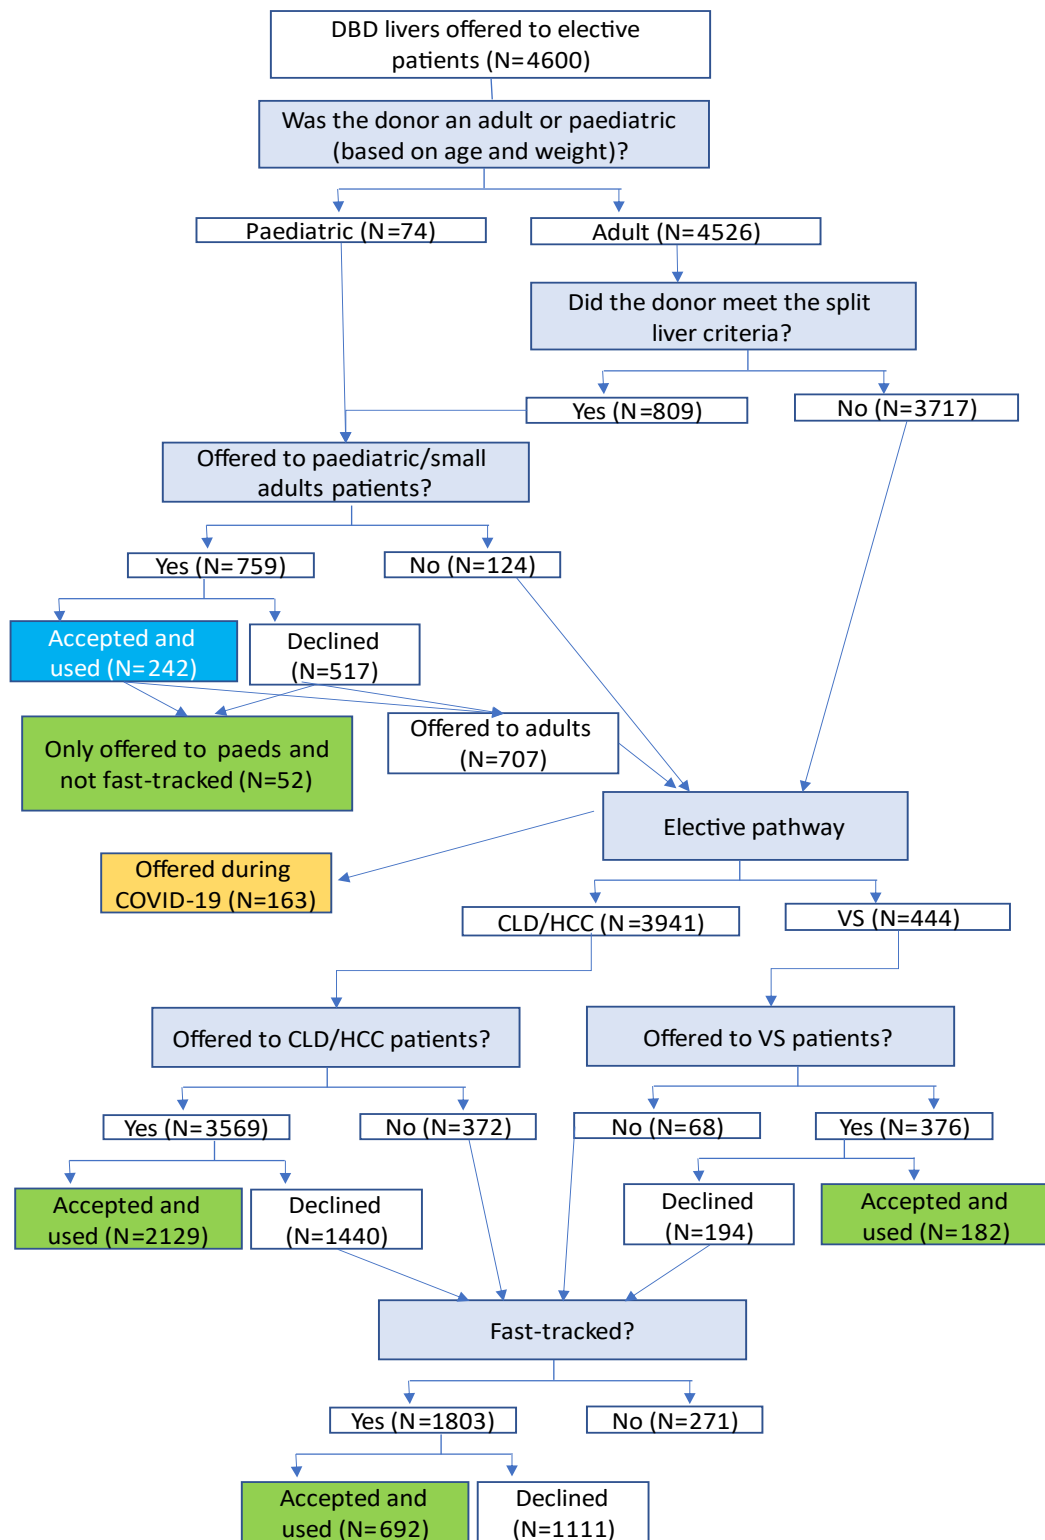 DBD livers offered to elective
patients (N=4600)
Was the donor an adult or paediatric
(based on age and weight)?
Paediatric (N=74)
Adult (N=4526)
Did the donor meet the split
liver criteria?
Yes (N=809)
No (N=3717)
Offered to paediatric/small
adults patients?
Yes (N=759)
No (N=124)
Accepted and
used (N=242)
Declined
(N=517)
Only offered to paeds and
not fast-tracked (N=52)
Offered to adults
(N=707)
Elective pathway
Offered during
COVID-19 (N=163)
CLD/HCC (N=3941)
VS (N=444)
Offered to CLD/HCC patients?
Offered to VS patients?
Yes (N=3569)
No (N=372)
No (N=68)
Yes (N=376)
Accepted and
used (N=2129)
Declined
(N=1440)
Declined
(N=194)
Accepted and
used (N=182)
Fast-tracked?
Yes (N=1803)
No (N=271)
Accepted and
used (N=692)
Declined
(N=1111)